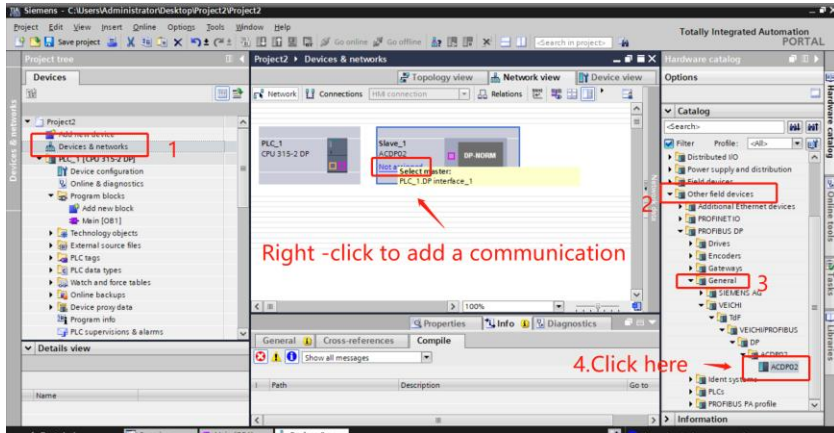 Siemens - C:\Users\Administrator\Desktop\Project2\Project2
Project Edit View Insert Online Options Tools Window Help
Totally Integrated Automation
PORTAL
Save project
Go online
Go offline
<Search in project>
Project tree
Project2 ▸ Devices & networks
Hardware catalog
Devices
Topology view
Network view
Device view
Options
Network
Connections
HMI connection
Relations
Catalog
<Search>
Filter
Profile:
<All>
Project2
Add new device
Devices & networks
1
PLC_1 [CPU 315-2 DP]
Device configuration
Online & diagnostics
Program blocks
Add new block
Main [OB1]
Technology objects
External source files
PLC tags
PLC data types
Watch and force tables
Online backups
Device proxy data
Program info
PLC supervisions & alarms
Details view
Name
PLC_1
CPU 315-2 DP
Slave_1
ACDP02
DP-NORM
Not assigned
Select master:
PLC_1.DP interface_1
Right -click to add a communication
100%
Properties
Info
Diagnostics
General
Cross-references
Compile
Show all messages
!
Path
Description
Go to
Distributed I/O
Power supply and distribution
Field devices
2
Other field devices
Additional Ethernet devices
PROFINET IO
PROFIBUS DP
Drives
Encoders
Gateways
General
3
SIEMENS AG
VEICHI
TdF
VEICHI/PROFIBUS
DP
ACDP02
4.Click here
ACDP02
Ident systems
PLCs
PROFIBUS PA profile
Information
Devices & networks
Hardware catalog
Online tools
Tasks
Libraries